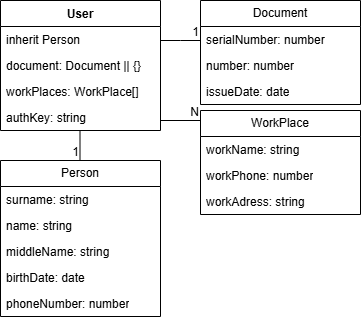 User
inherit Person
document: Document || {}
workPlaces: WorkPlace[]
authKey: string
1
Document
serialNumber: number
number: number
issueDate: date
N
WorkPlace
workName: string
workPhone: number
workAdress: string
1
Person
surname: string
name: string
middleName: string
birthDate: date
phoneNumber: number